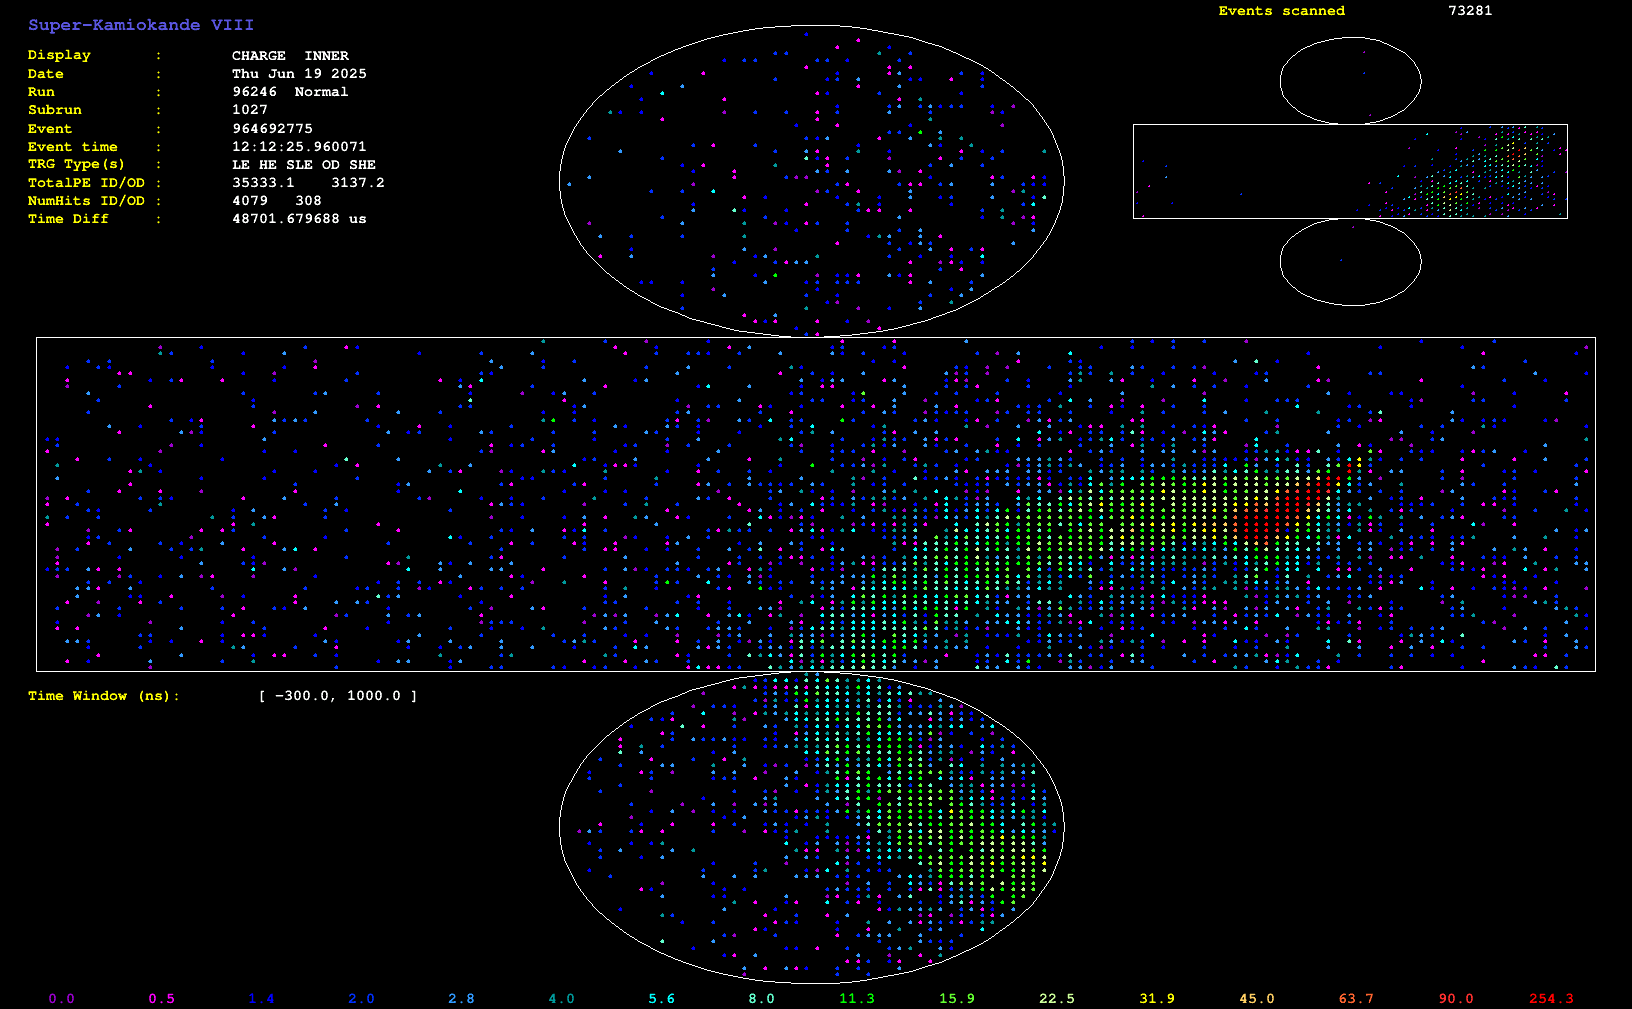 Super-Kamiokande VIII
Events scanned 73281
Display : CHARGE INNER
Date : Thu Jun 19 2025
Run : 96246 Normal
Subrun : 1027
Event : 964692775
Event time : 12:12:25.960071
TRG Type(s) : LE HE SLE OD SHE
TotalPE ID/OD : 35333.1 3137.2
NumHits ID/OD : 4079 308
Time Diff : 48701.679688 us
Time Window (ns): [ −300.0, 1000.0 ]
0.0 0.5 1.4 2.0 2.8 4.0 5.6 8.0 11.3 15.9 22.5 31.9 45.0 63.7 90.0 254.3